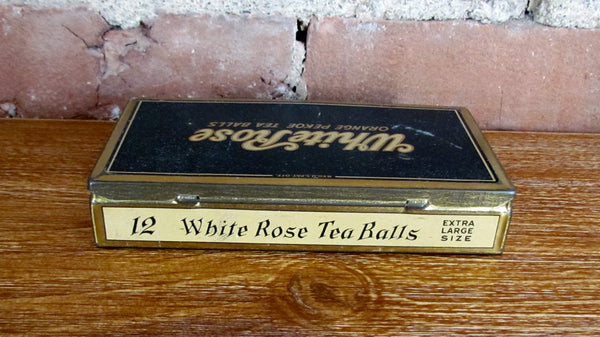 White Rose
ORANGE PEKOE TEA BALLS
12 White Rose Tea Balls
EXTRA
LARGE
SIZE